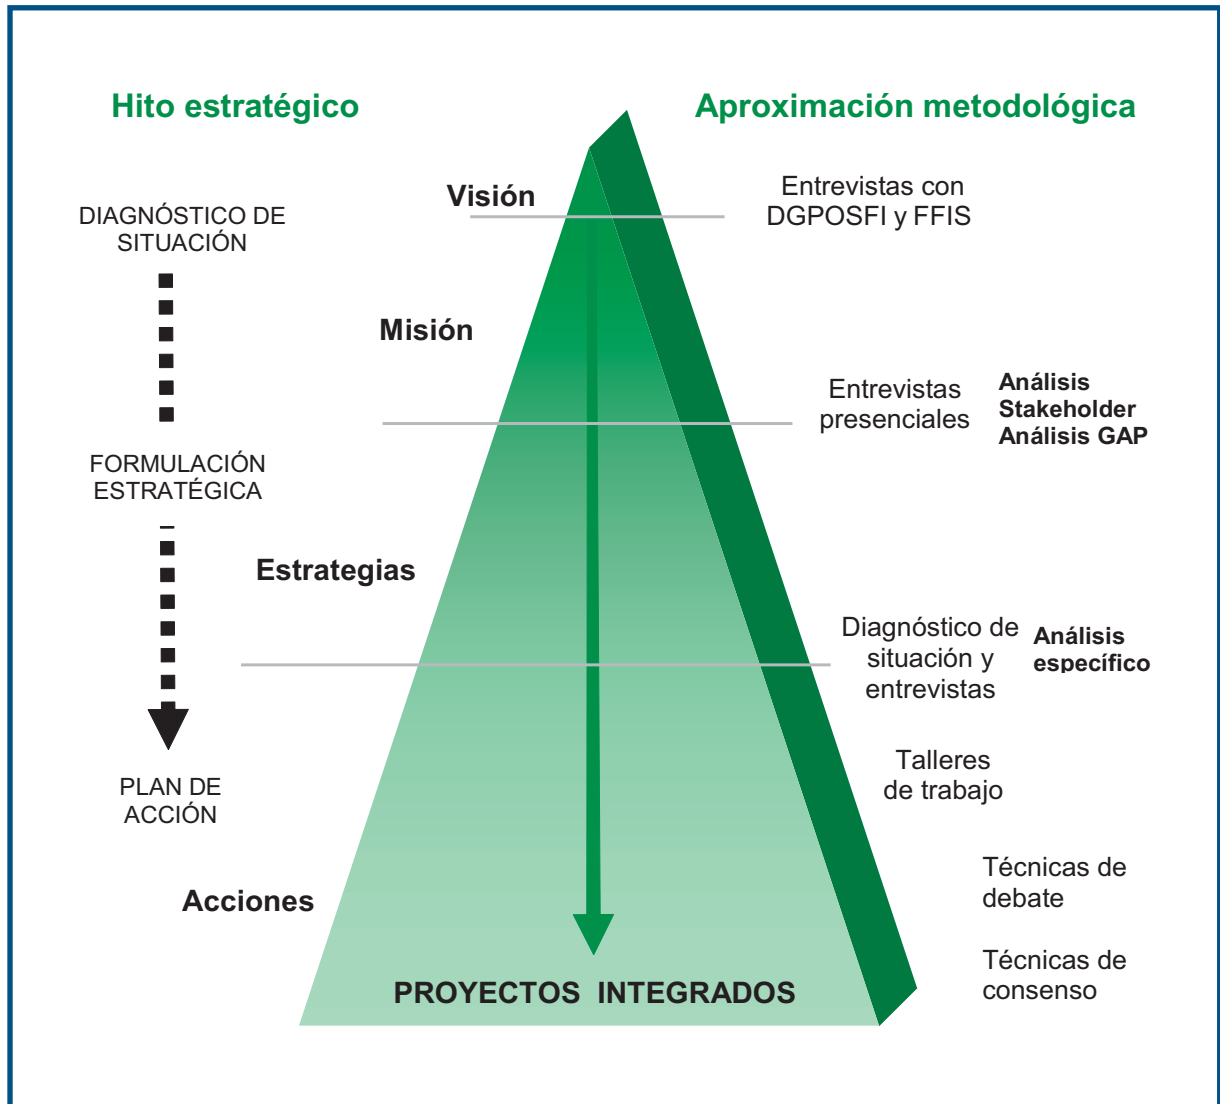 Hito estratégico
Aproximación metodológica
DIAGNÓSTICO DE
SITUACIÓN
FORMULACIÓN
ESTRATÉGICA
PLAN DE
ACCIÓN
Visión
Misión
Estrategias
Acciones
PROYECTOS INTEGRADOS
Entrevistas con
DGPOSFI y FFIS
Entrevistas
presenciales
Análisis
Stakeholder
Análisis GAP
Diagnóstico de
situación y
entrevistas
Análisis
específico
Talleres
de trabajo
Técnicas de
debate
Técnicas de
consenso